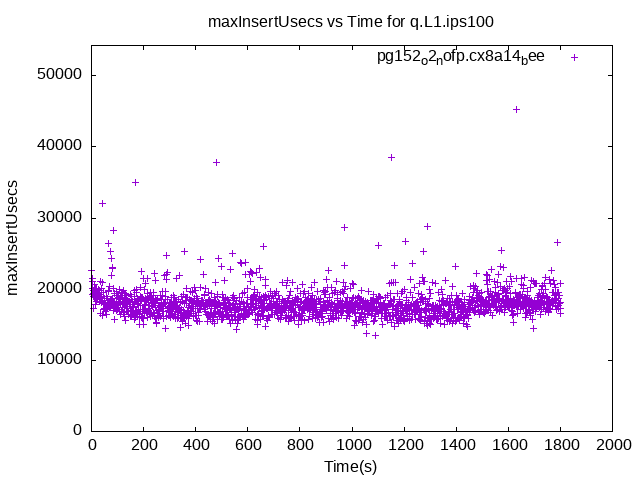 maxInsertUsecs vs Time for q.L1.ips100
pg152o2nofp.cx8a14bee
50000
40000
30000
20000
10000
0
maxInsertUsecs
0 200 400 600 800 1000 1200 1400 1600 1800 2000
Time(s)